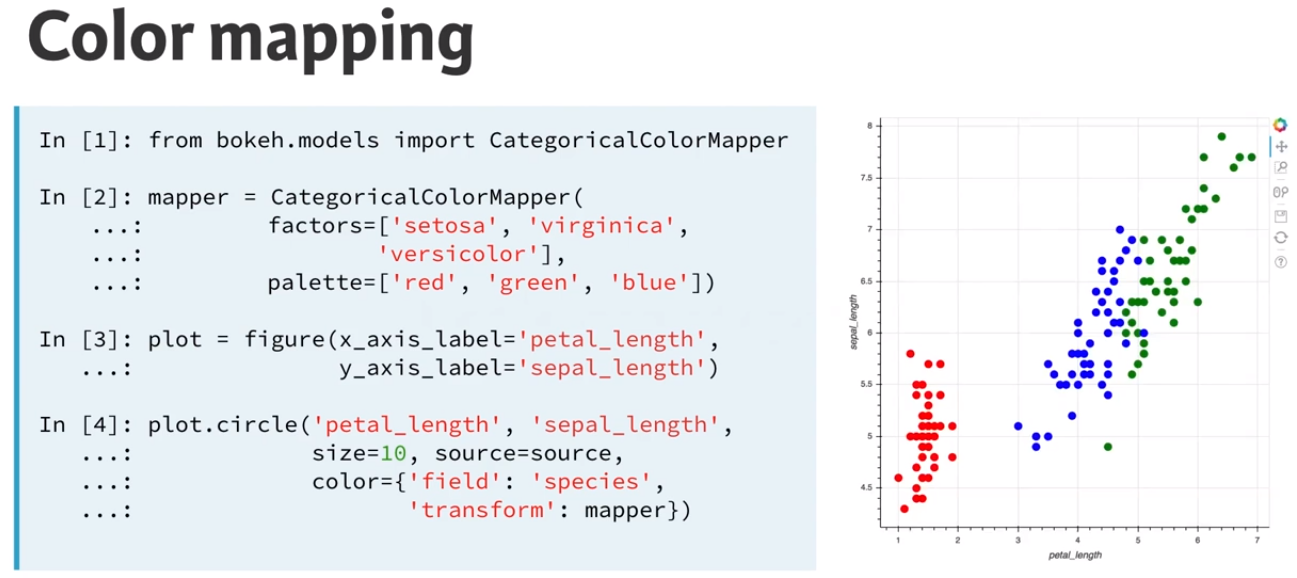 Color mapping
In [1]: from bokeh.models import CategoricalColorMapper
In [2]: mapper = CategoricalColorMapper(
...: factors=['setosa', 'virginica',
...: 'versicolor'],
...: palette=['red', 'green', 'blue'])
In [3]: plot = figure(x_axis_label='petal_length',
...: y_axis_label='sepal_length')
In [4]: plot.circle('petal_length', 'sepal_length',
...: size=10, source=source,
...: color={'field': 'species',
...: 'transform': mapper})
8
7.5
7
6.5
6
5.5
5
4.5
sepal_length
1 2 3 4 5 6 7
petal_length